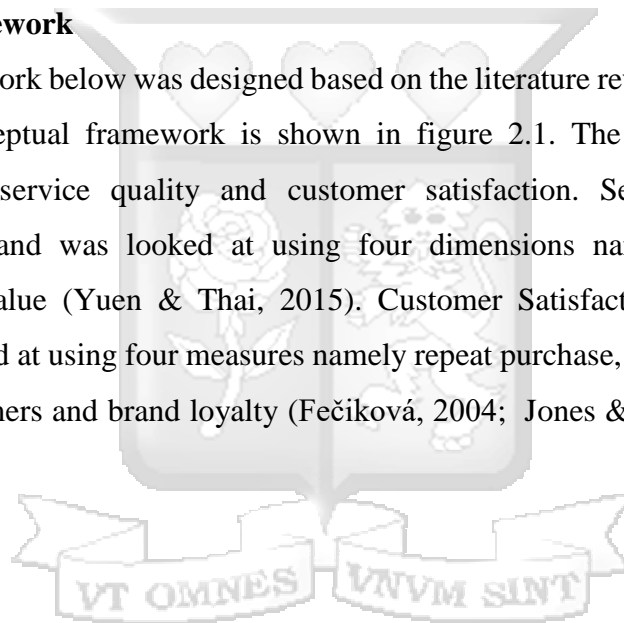 ework
ork below was designed based on the literature re
eptual framework is shown in figure 2.1. The
service quality and customer satisfaction. Se
and was looked at using four dimensions na
alue (Yuen & Thai, 2015). Customer Satisfact
d at using four measures namely repeat purchase,
ners and brand loyalty (Fečiková, 2004; Jones &
VT OMNES VNVM SINT